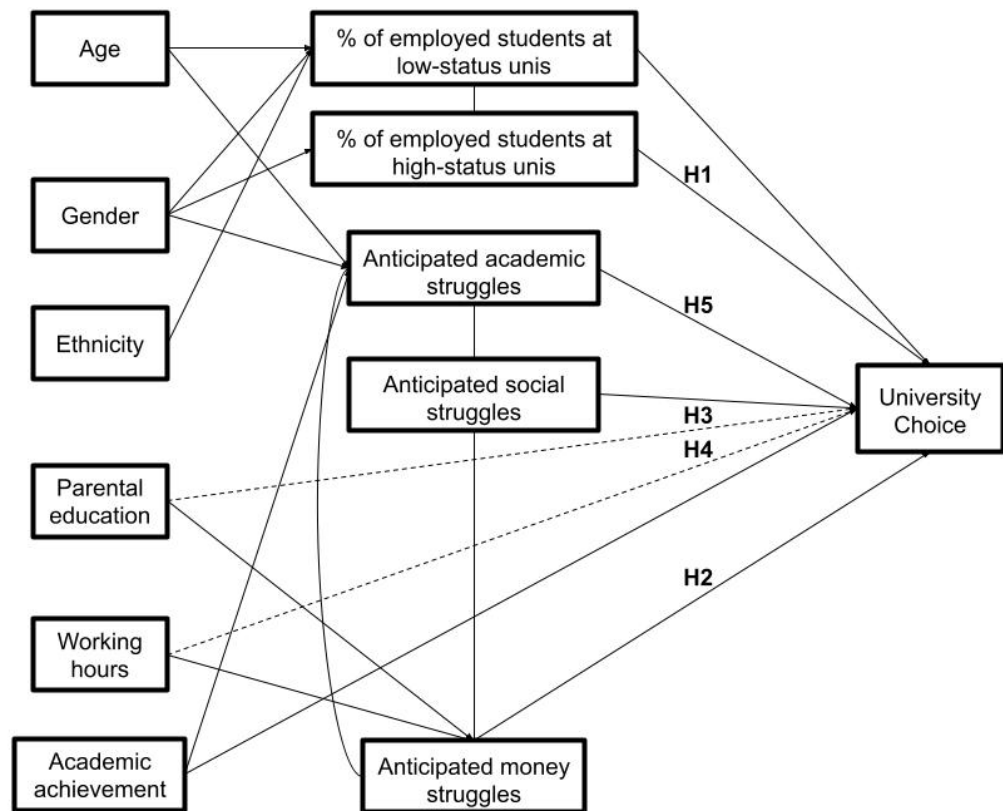 Age
% of employed students at
low-status unis
% of employed students at
high-status unis
H1
Gender
Anticipated academic
struggles
H5
Ethnicity
Anticipated social
struggles
University
Choice
H3
H4
Parental
education
H2
Working
hours
Academic
achievement
Anticipated money
struggles